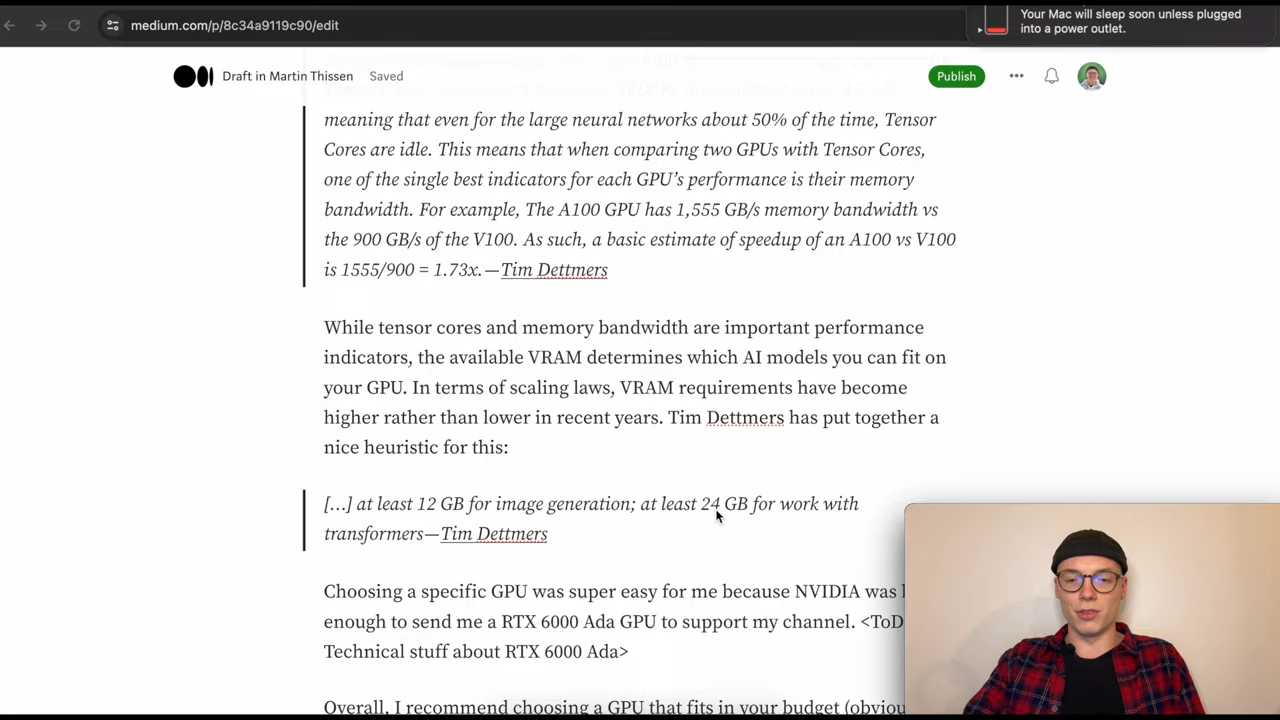 medium.com/p/8c34a9119c90/edit
Your Mac will sleep soon unless plugged
into a power outlet.
Draft in Martin Thissen
Saved
Publish
meaning that even for the large neural networks about 50% of the time, Tensor
Cores are idle. This means that when comparing two GPUs with Tensor Cores,
one of the single best indicators for each GPU’s performance is their memory
bandwidth. For example, The A100 GPU has 1,555 GB/s memory bandwidth vs
the 900 GB/s of the V100. As such, a basic estimate of speedup of an A100 vs V100
is 1555/900 = 1.73x. — Tim Dettmers
While tensor cores and memory bandwidth are important performance
indicators, the available VRAM determines which AI models you can fit on
your GPU. In terms of scaling laws, VRAM requirements have become
higher rather than lower in recent years. Tim Dettmers has put together a
nice heuristic for this:
[…] at least 12 GB for image generation; at least 24 GB for work with
transformers — Tim Dettmers
Choosing a specific GPU was super easy for me because NVIDIA was
enough to send me a RTX 6000 Ada GPU to support my channel. <ToD
Technical stuff about RTX 6000 Ada>
Overall, I recommend choosing a GPU that fits in your budget (obviou